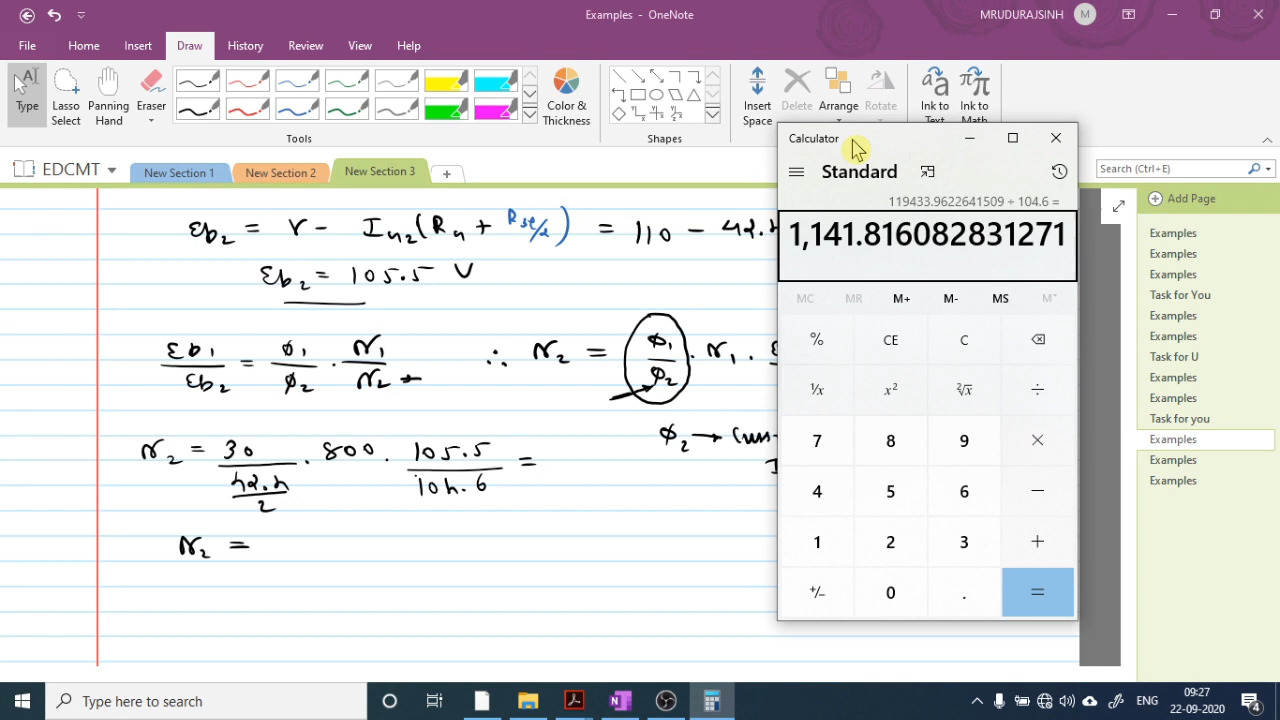 Examples - OneNote
MRUDURAJSINH M
File Home Insert Draw History Review View Help
Type Lasso Select Panning Hand Eraser Color & Thickness Insert Space Delete Arrange Rotate Ink to Text Ink to Math
Tools Shapes
EDCMT New Section 1 New Section 2 New Section 3 +
Search (Ctrl+E)
Add Page
Examples
Examples
Examples
Task for You
Examples
Examples
Task for U
Examples
Examples
Task for you
Examples
Examples
Examples
Eb2 = V - Ia2(Ra + Rse/2) = 110 - 42.4
Eb2 = 105.5 V
Eb1/Eb2 = ϕ1/ϕ2 · N1/N2 ∴ N2 = ϕ1/ϕ2 · N1 ·
ϕ2 →
N2 = 30/(42.4/2) · 800 · 105.5/104.6 =
N2 =
Calculator
Standard
119433.9622641509 ÷ 104.6 =
1,141.816082831271
MC MR M+ M- MS M˅
% CE C
¹/x x² ²√x ÷
7 8 9 ×
4 5 6 −
1 2 3 +
+/− 0 . =
Type here to search
ENG 09:27 22-09-2020 4